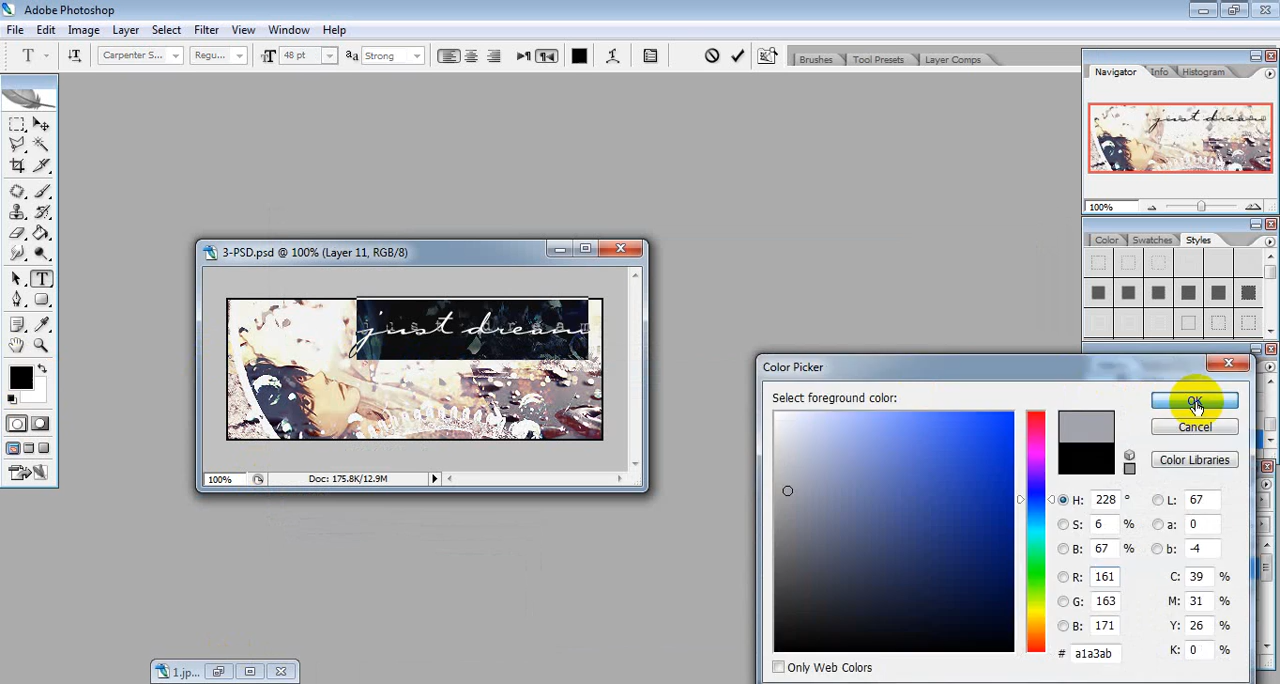 Adobe Photoshop
File Edit Image Layer Select Filter View Window Help
T T Carpenter S... Regu... T 48 pt aa Strong Brushes Tool Presets Layer Comps
Navigator Info Histogram
just dream
100%
Color Swatches Styles
3-PSD.psd @ 100% (Layer 11, RGB/8)
just dream
100% Doc: 175.8K/12.9M
T
1.jp...
Color Picker
Select foreground color:
OK
Cancel
Color Libraries
H: 228 ° L: 67
S: 6 % a: 0
B: 67 % b: -4
R: 161 C: 39 %
G: 163 M: 31 %
B: 171 Y: 26 %
# a1a3ab K: 0 %
Only Web Colors